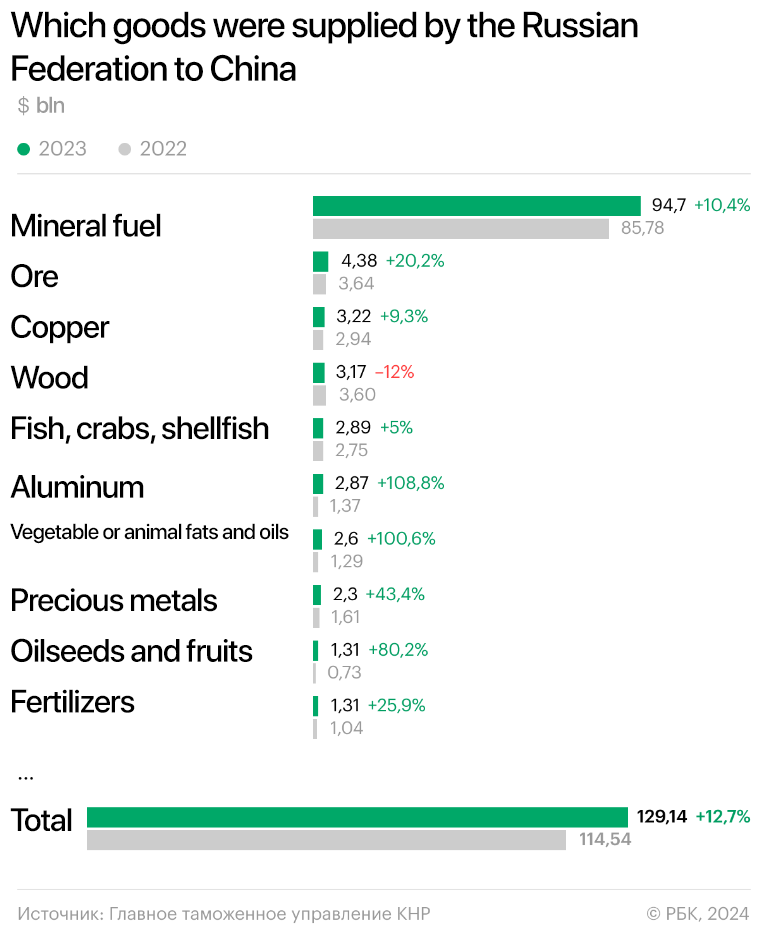 Which goods were supplied by the Russian
Federation to China
$ bln
2023 2022
Mineral fuel 94,7 +10,4%
85,78
Ore 4,38 +20,2%
3,64
Copper 3,22 +9,3%
2,94
Wood 3,17 –12%
3,60
Fish, crabs, shellfish 2,89 +5%
2,75
Aluminum 2,87 +108,8%
1,37
Vegetable or animal fats and oils 2,6 +100,6%
1,29
Precious metals 2,3 +43,4%
1,61
Oilseeds and fruits 1,31 +80,2%
0,73
Fertilizers 1,31 +25,9%
1,04
...
Total 129,14 +12,7%
114,54
Источник: Главное таможенное управление КНР © РБК, 2024